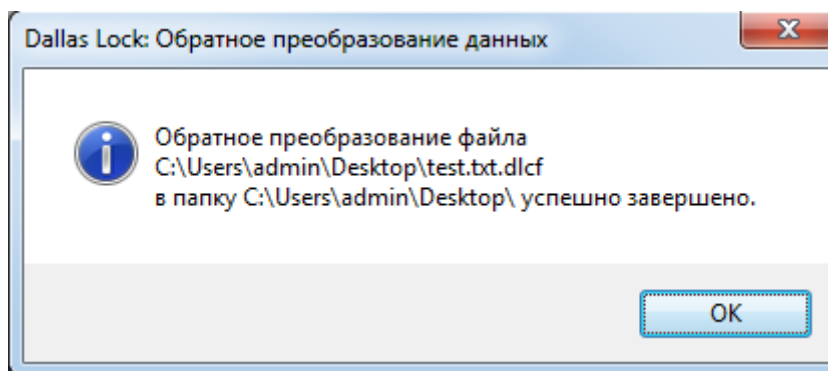 Dallas Lock: Обратное преобразование данных
Обратное преобразование файла
C:\Users\admin\Desktop\test.txt.dlcf
в папку C:\Users\admin\Desktop\ успешно завершено.
OK